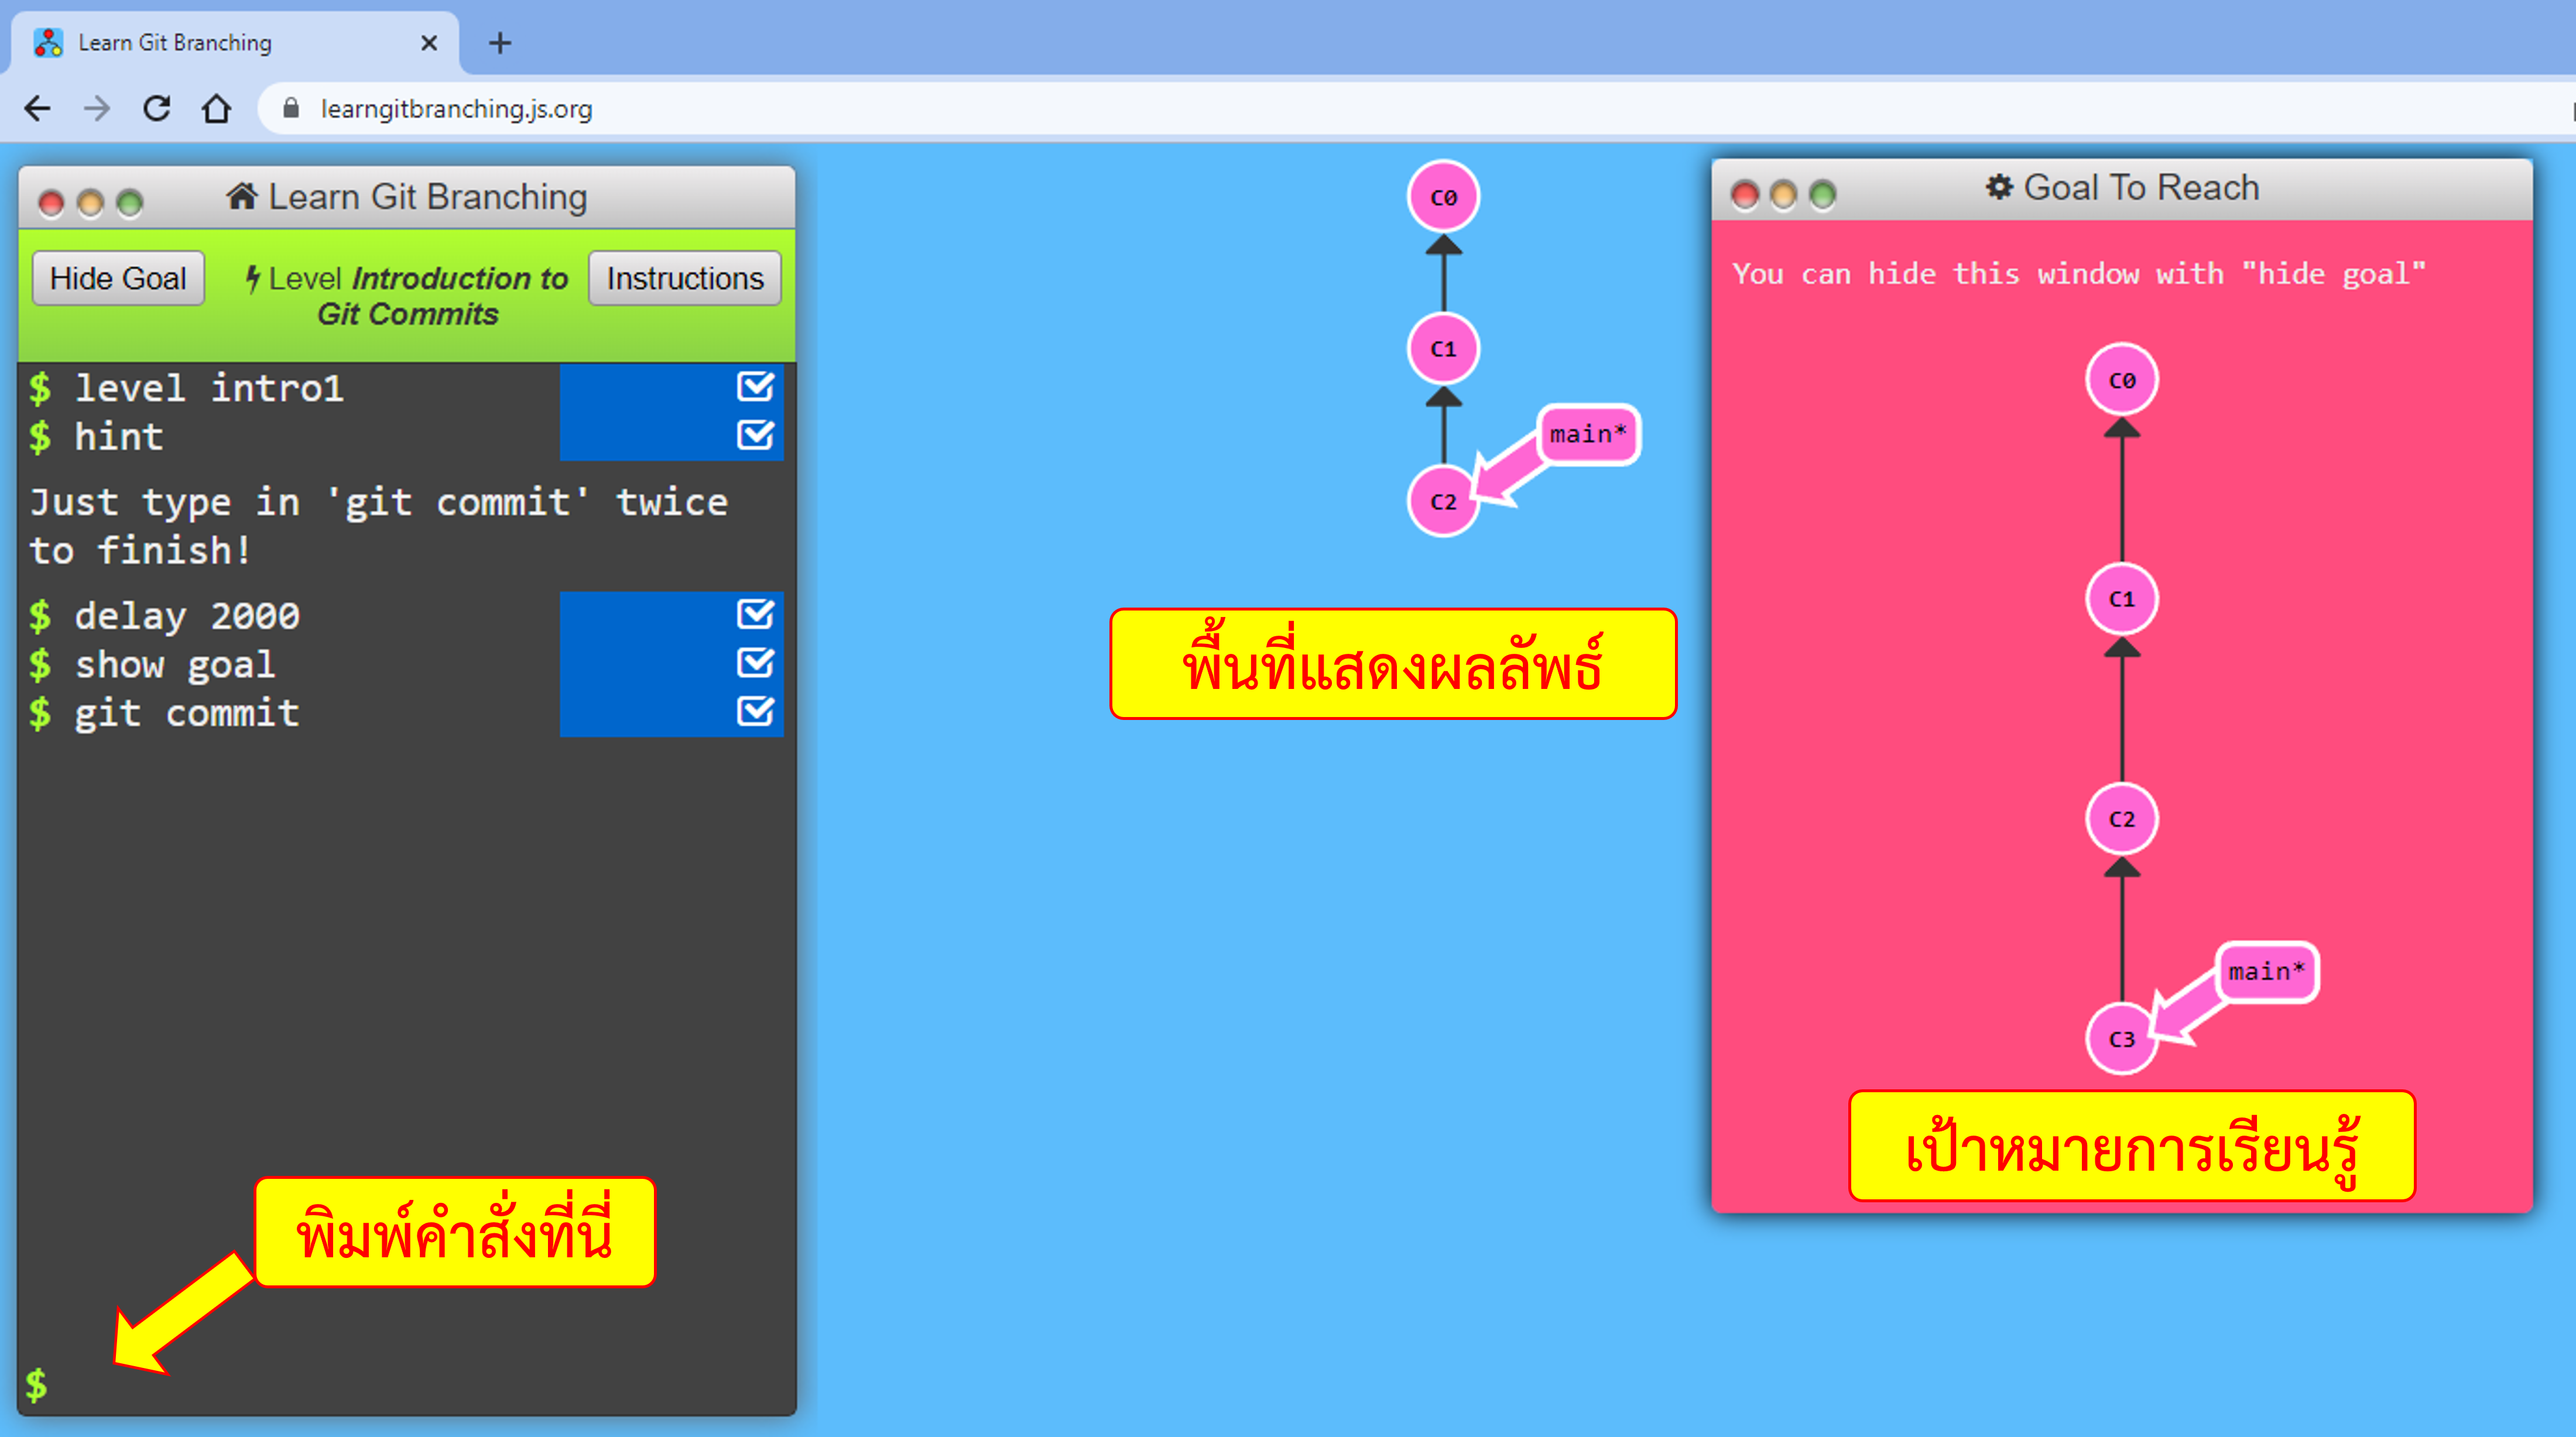 Learn Git Branching
learngitbranching.js.org
Learn Git Branching
Hide Goal
Level Introduction to
Git Commits
Instructions
$ level intro1
$ hint
Just type in 'git commit' twice
to finish!
$ delay 2000
$ show goal
$ git commit
พิมพ์คำสั่งที่นี่
$
C0
C1
main*
C2
พื้นที่แสดงผลลัพธ์
Goal To Reach
You can hide this window with "hide goal"
C0
C1
C2
main*
C3
เป้าหมายการเรียนรู้